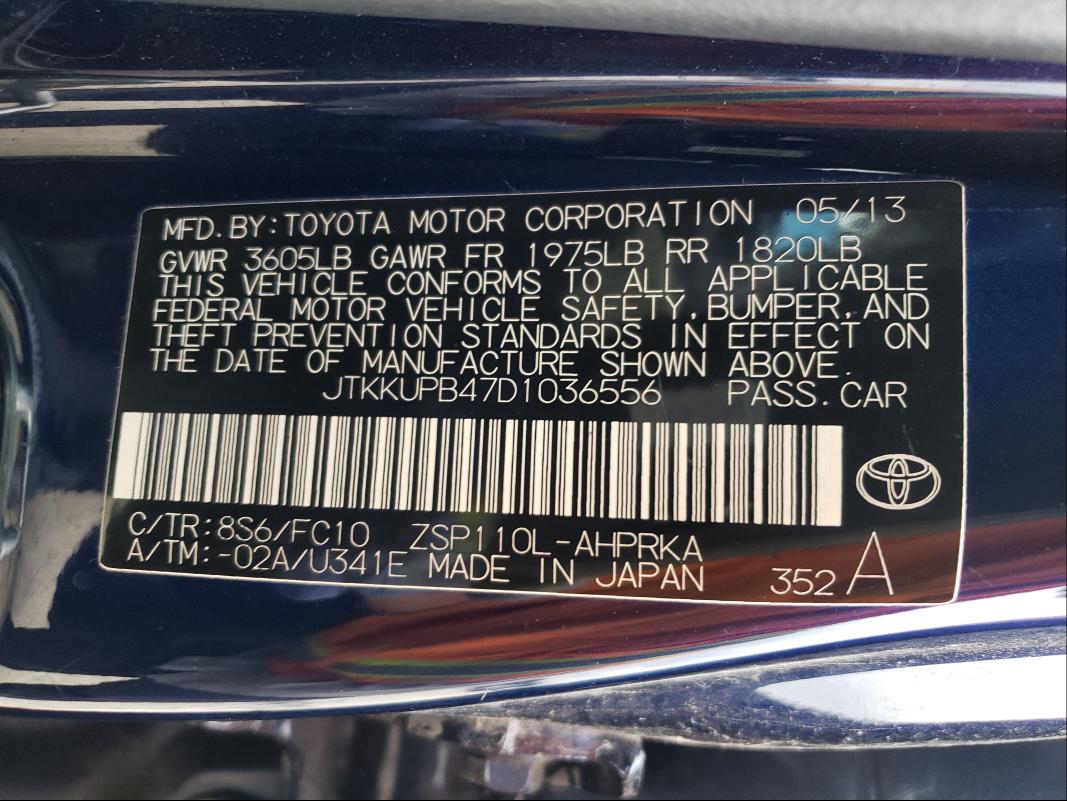 MFD. BY: TOYOTA MOTOR CORPORATION 05/13
GVWR 3605LB GAWR FR 1975LB RR 1820LB
THIS VEHICLE CONFORMS TO ALL APPLICABLE
FEDERAL MOTOR VEHICLE SAFETY, BUMPER, AND
THEFT PREVENTION STANDARDS IN EFFECT ON
THE DATE OF MANUFACTURE SHOWN ABOVE.
JTKKUPB47D1036556 PASS. CAR
C/TR: 8S6/FC10 ZSP110L-AHPRKA
A/TM: -02A/U341E MADE IN JAPAN 352 A